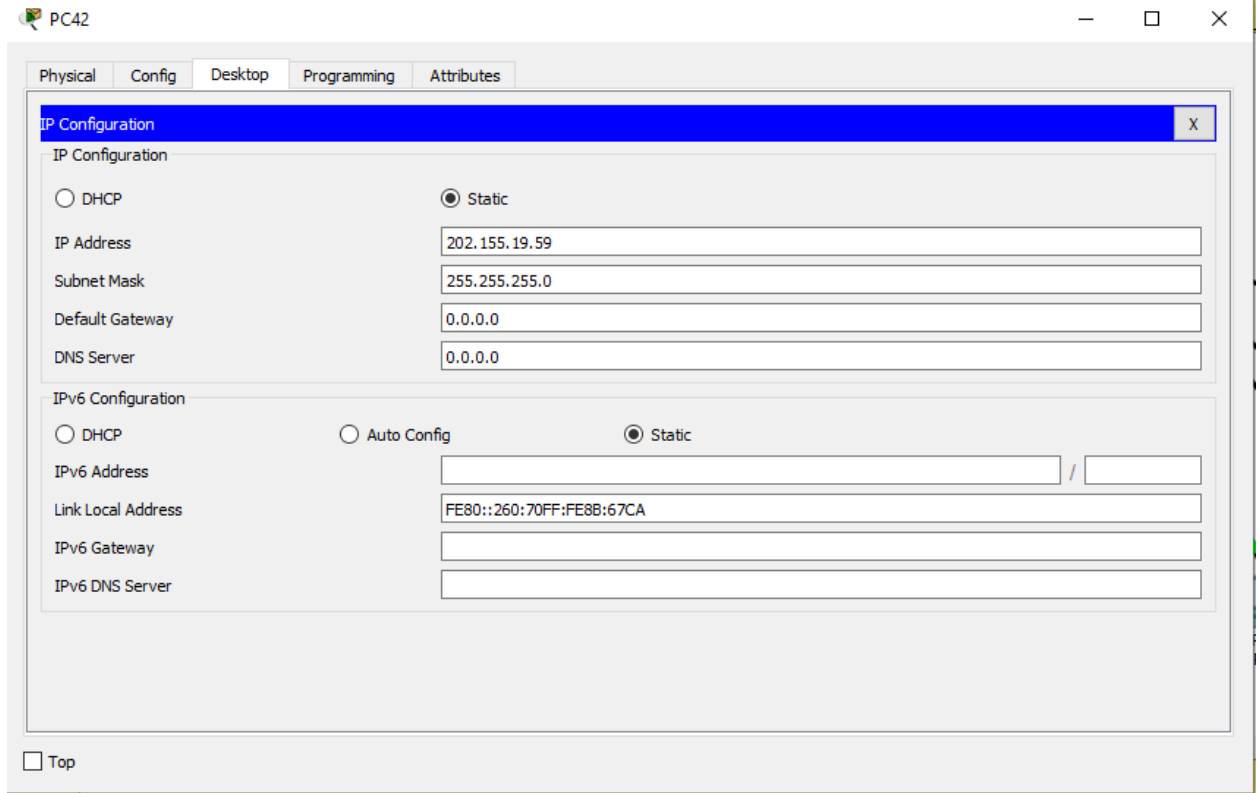 PC42
Physical Config Desktop Programming Attributes
IP Configuration X
IP Configuration
DHCP Static
IP Address 202.155.19.59
Subnet Mask 255.255.255.0
Default Gateway 0.0.0.0
DNS Server 0.0.0.0
IPv6 Configuration
DHCP Auto Config Static
IPv6 Address /
Link Local Address FE80::260:70FF:FE8B:67CA
IPv6 Gateway
IPv6 DNS Server
Top